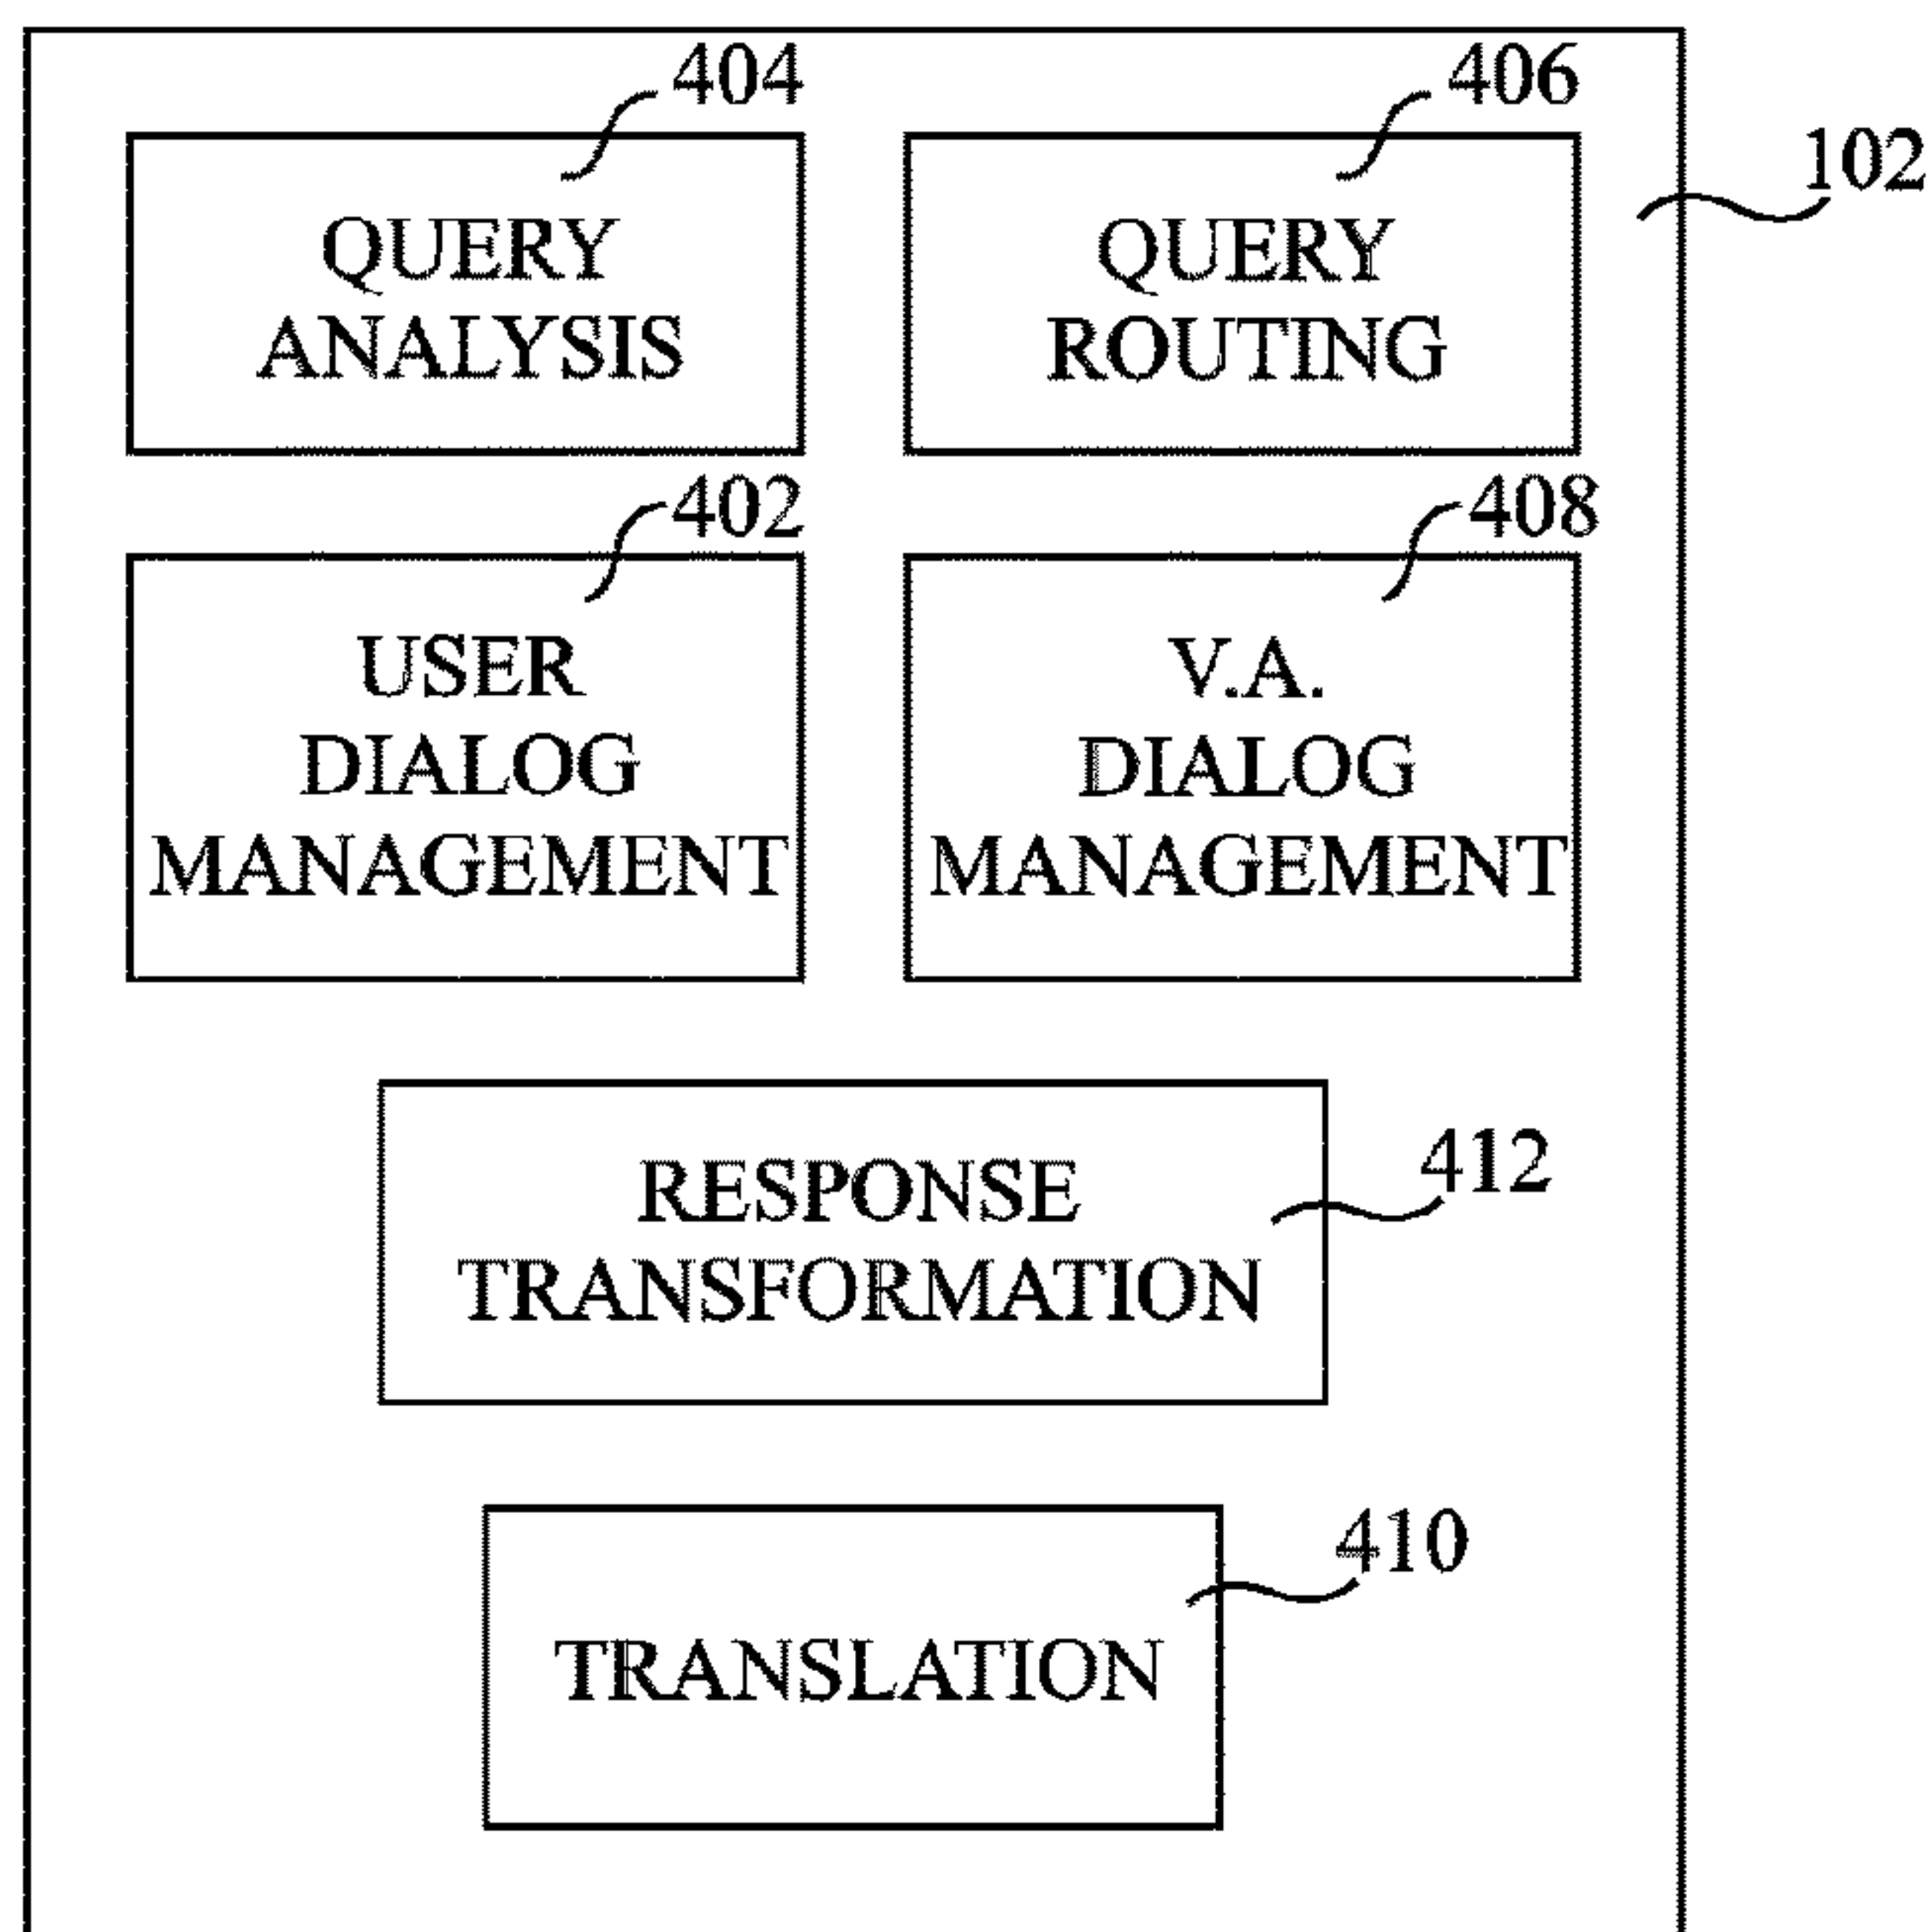 404
406
102
QUERY
ANALYSIS
QUERY
ROUTING
402
408
USER
DIALOG
MANAGEMENT
V.A.
DIALOG
MANAGEMENT
412
RESPONSE
TRANSFORMATION
410
TRANSLATION